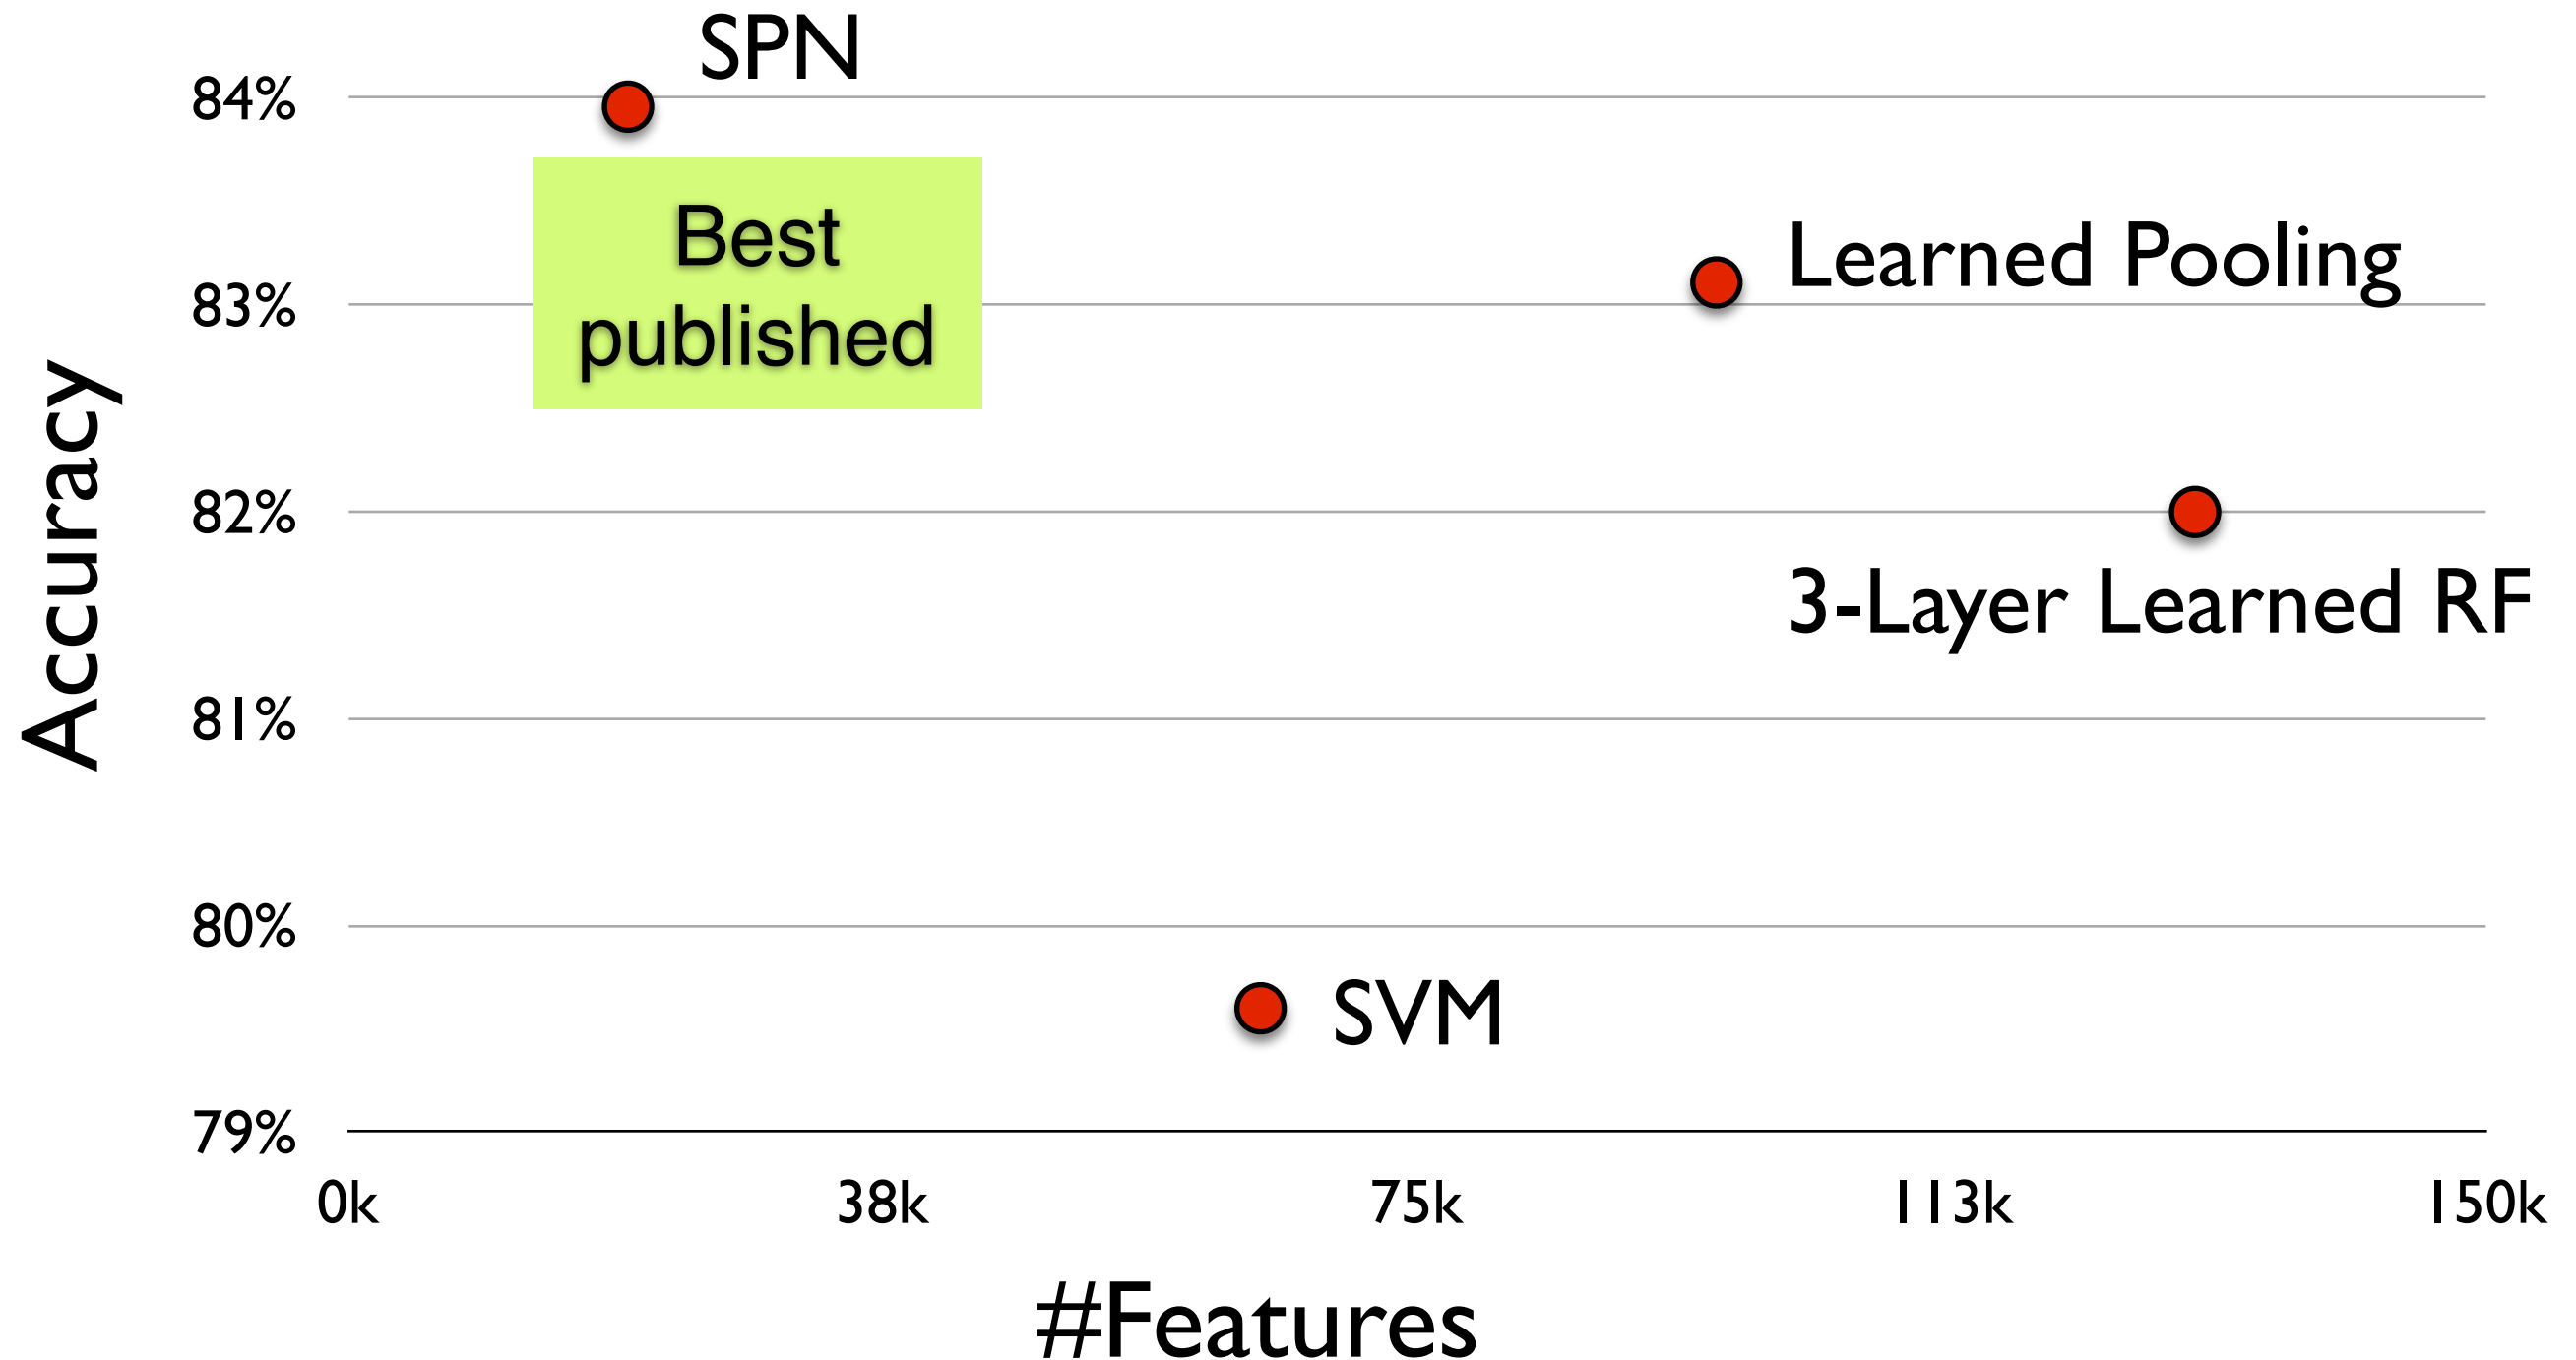 SPN
84%
Best
published
Learned Pooling
83%
82%
3-Layer Learned RF
Accuracy
81%
80%
SVM
79%
0k 38k 75k 113k 150k
#Features